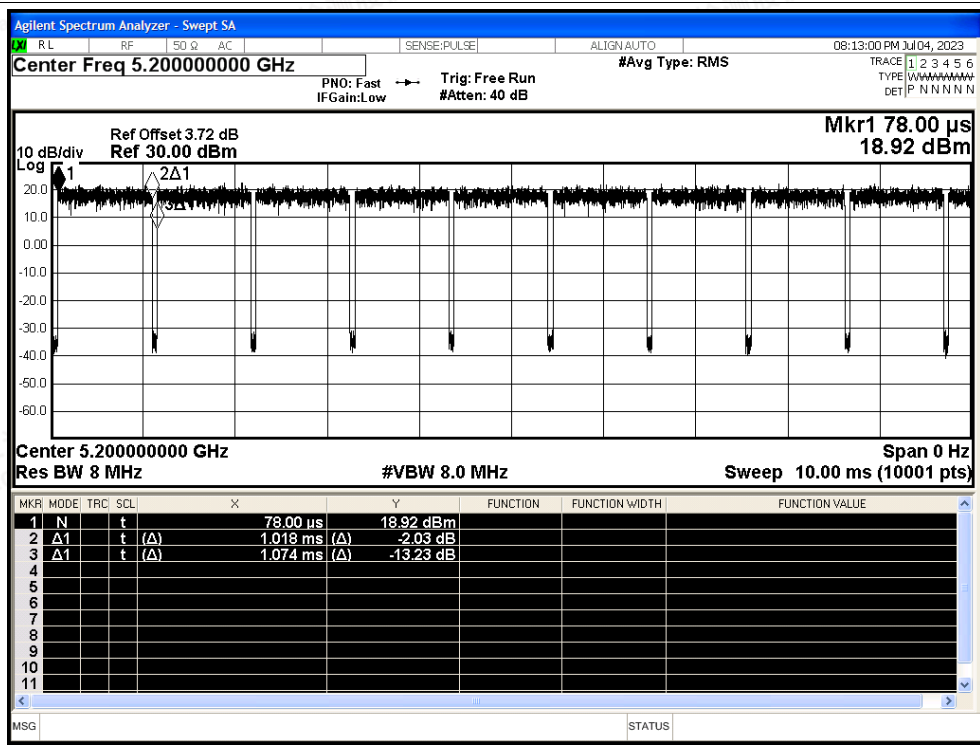 Agilent Spectrum Analyzer - Swept SA
LXI RL RF 50 Ω AC SENSE:PULSE ALIGN AUTO 08:13:00 PM Jul 04, 2023
Center Freq 5.200000000 GHz
PNO: Fast
IFGain:Low
Trig: Free Run
#Atten: 40 dB
#Avg Type: RMS
TRACE 1 2 3 4 5 6
TYPE
DET P N N N N N
Ref Offset 3.72 dB
10 dB/div Ref 30.00 dBm
Log
Mkr1 78.00 µs
18.92 dBm
1
2Δ1
3Δ1
20.0
10.0
0.00
-10.0
-20.0
-30.0
-40.0
-50.0
-60.0
Center 5.200000000 GHz Span 0 Hz
Res BW 8 MHz #VBW 8.0 MHz Sweep 10.00 ms (10001 pts)
MKR MODE TRC SCL X Y FUNCTION FUNCTION WIDTH FUNCTION VALUE
1 N t 78.00 µs 18.92 dBm
2 Δ1 t (Δ) 1.018 ms (Δ) -2.03 dB
3 Δ1 t (Δ) 1.074 ms (Δ) -13.23 dB
4
5
6
7
8
9
10
11
MSG STATUS